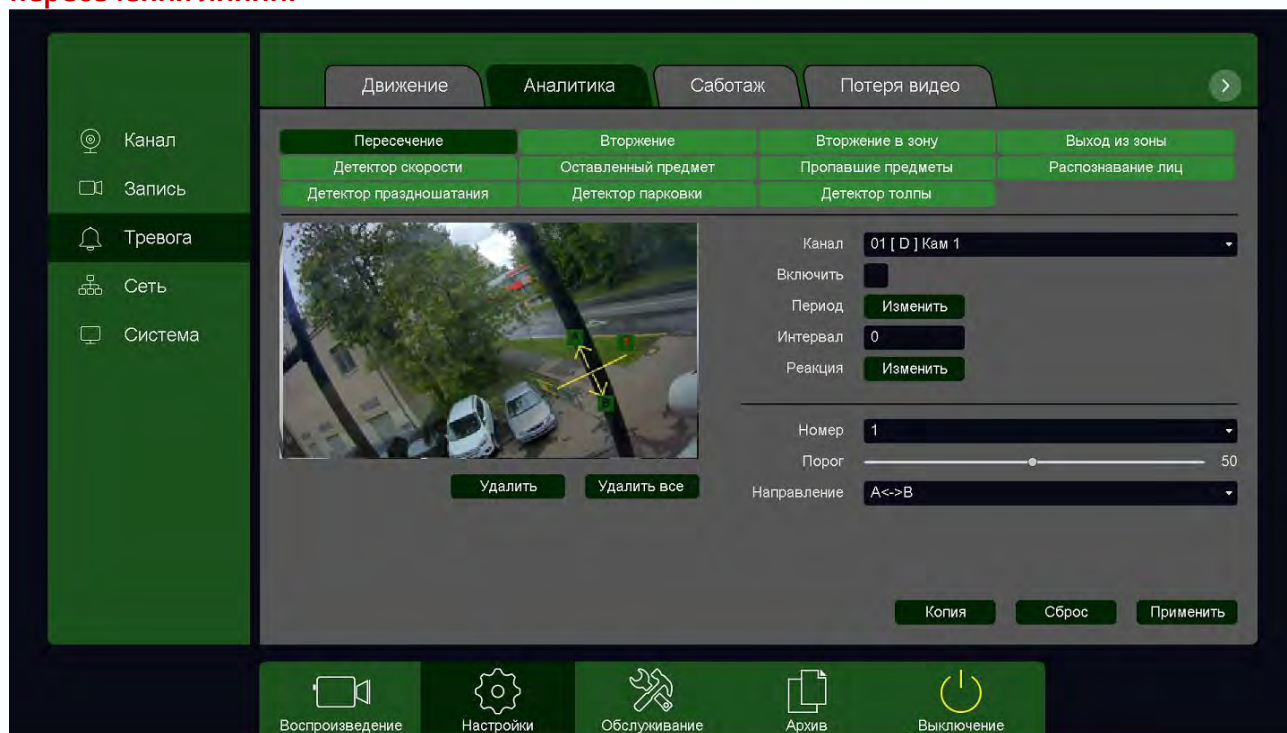 пересечения линии.
Движение Аналитика Саботаж Потеря видео
Канал
Запись
Тревога
Сеть
Система
Пересечение Вторжение Вторжение в зону Выход из зоны
Детектор скорости Оставленный предмет Пропавшие предметы Распознавание лиц
Детектор праздношатания Детектор парковки Детектор толпы
A
1
B
Удалить Удалить все
Канал 01 [ D ] Кам 1
Включить
Период Изменить
Интервал 0
Реакция Изменить
Номер 1
Порог 50
Направление A<->B
Копия Сброс Применить
Воспроизведение Настройки Обслуживание Архив Выключение